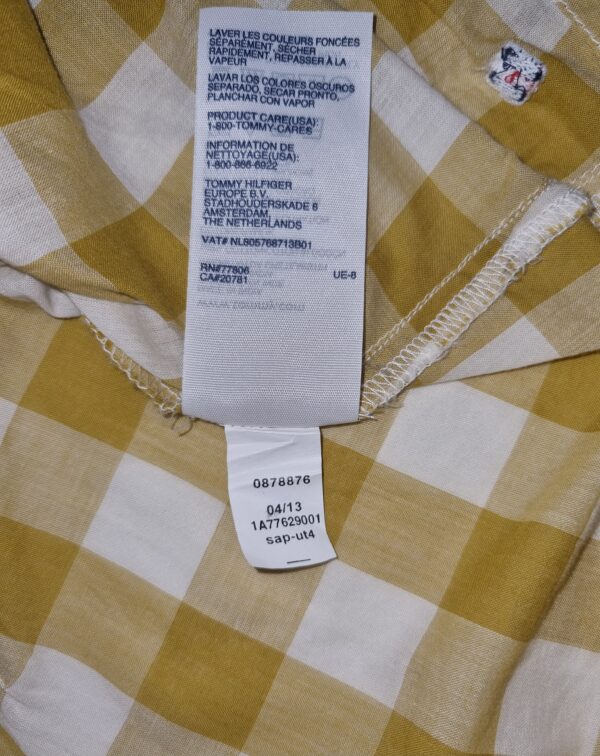 LAVER LES COULEURS FONCÉES
SÉPARÉMENT, SÉCHER
RAPIDEMENT, REPASSER À LA
VAPEUR
LAVAR LOS COLORES OSCUROS
SEPARADO, SECAR PRONTO,
PLANCHAR CON VAPOR
PRODUCT CARE(USA):
1-800-TOMMY-CARES
INFORMATION DE
NETTOYAGE(USA):
1-800-866-6922
TOMMY HILFIGER
EUROPE B.V.
STADHOUDERSKADE 6
AMSTERDAM,
THE NETHERLANDS
VAT# NL805768713B01
RN#77806 UE-8
CA#20781
0878876
04/13
1A77629001
sap-ut4